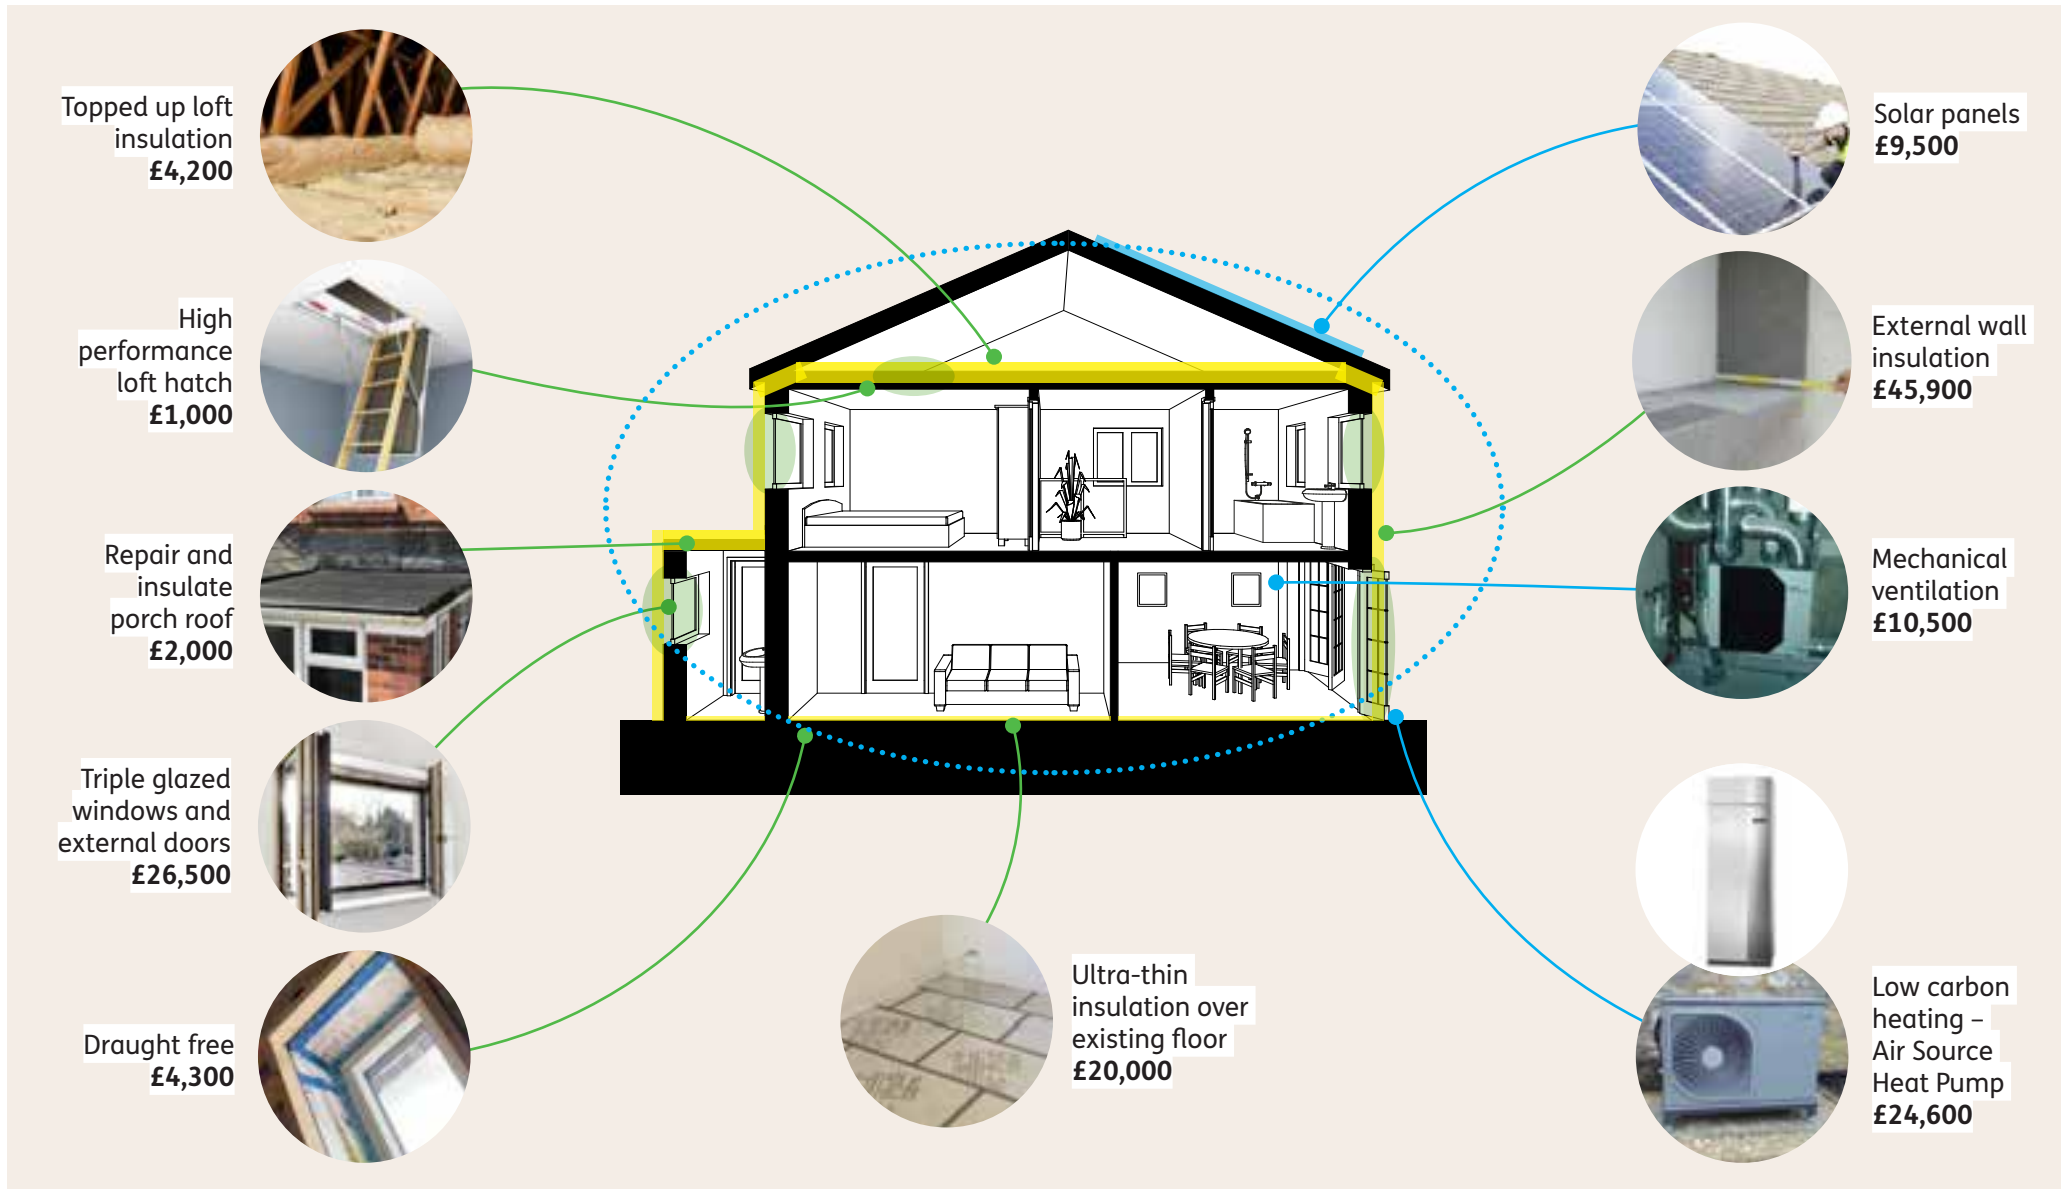 Topped up loft
insulation
£4,200
High
performance
loft hatch
£1,000
Repair and
insulate
porch roof
£2,000
Triple glazed
windows and
external doors
£26,500
Draught free
£4,300
Ultra-thin
insulation over
existing floor
£20,000
Solar panels
£9,500
External wall
insulation
£45,900
Mechanical
ventilation
£10,500
Low carbon
heating –
Air Source
Heat Pump
£24,600